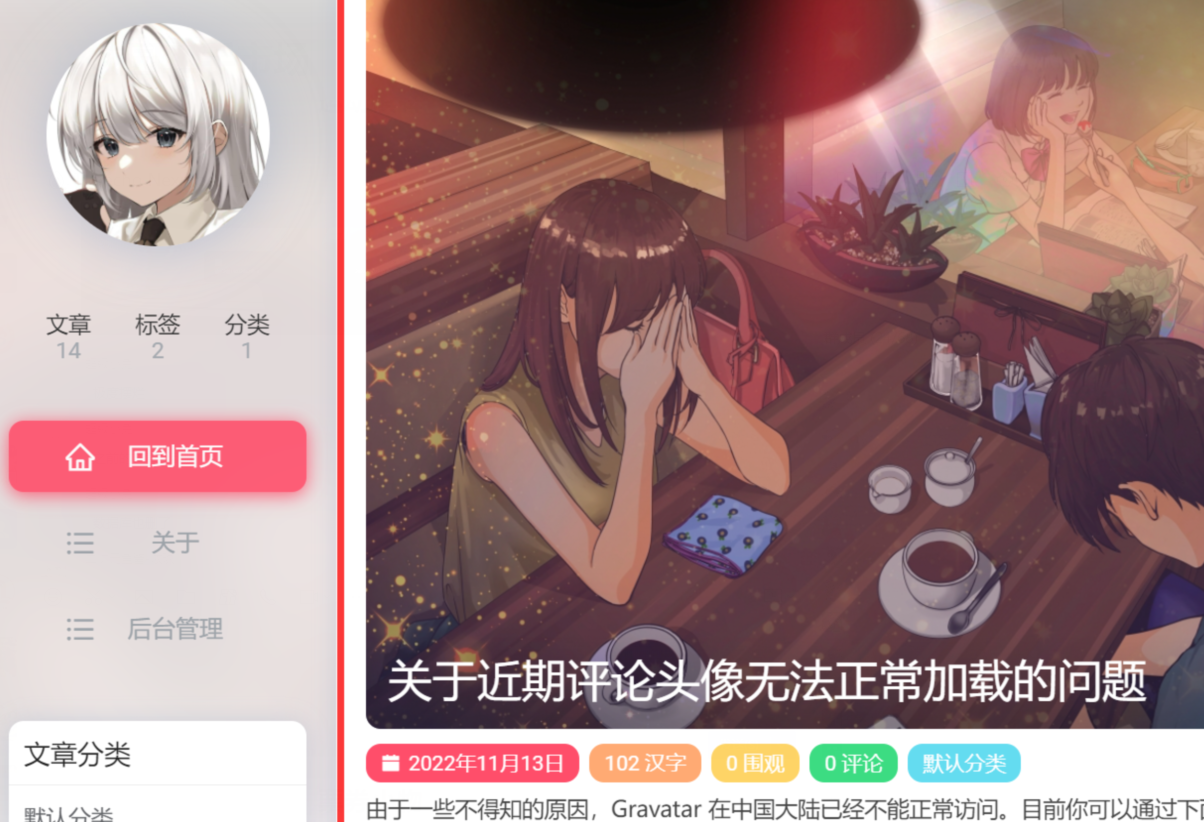 文章 标签 分类
14 2 1
回到首页
关于
后台管理
文章分类
默认分类
关于近期评论头像无法正常加载的问题
2022年11月13日 102 汉字 0 围观 0 评论 默认分类
由于一些不得知的原因，Gravatar 在中国大陆已经不能正常访问。目前你可以通过下